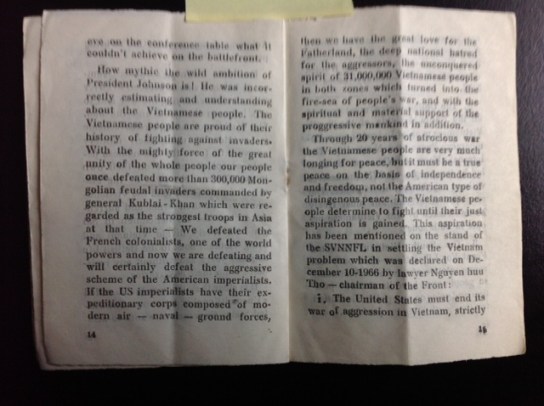 eve on the conference table what it
couldn't achieve on the battlefront.
How mythic the wild ambition of
President Johnson is! He was incor-
rectly estimating and understanding
about the Vietnamese people. The
Vietnamese people are proud of their
history of fighting against invaders.
With the mighty force of the great
unity of the whole people our people
once defeated more than 300,000 Mon-
golian feudal invaders commanded by
general Kublai-Khan which were re-
garded as the strongest troops in Asia
at that time — We defeated the
French colonialists, one of the world
powers and now we are defeating and
will certainly defeat the aggressive
scheme of the American imperialists.
If the US imperialists have their ex-
peditionary corps composed of mo-
dern air — naval — ground forces,
14
then we have the great love for the
Fatherland, the deep national hatred
for the aggressors, the unconquered
spirit of 31,000,000 Vietnamese people
in both zones which turned into the
fire-sea of people's war, and with the
spiritual and material support of the
proggressive mankind in addition.
Through 20 years of atrocious war
the Vietnamese people are very much
longing for peace, but it must be a true
peace on the basis of independence
and freedom, not the American type of
disingenous peace. The Vietnamese peo-
ple determine to fight until their just
aspiration is gained. This aspiration
has been mentioned on the stand of
the SVNNFL in settling the Vietnam
problem which was declared on De-
cember 10-1966 by lawyer Nguyen huu
Tho — chairman of the Front:
1. The United States must end its
war of aggression in Vietnam, strictly